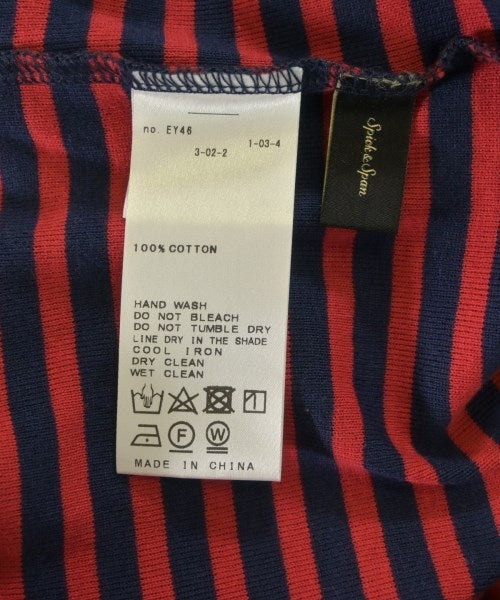 no. EY46
1-03-4
3-02-2
Spick & Span
100% COTTON
HAND WASH
DO NOT BLEACH
DO NOT TUMBLE DRY
LINE DRY IN THE SHADE
COOL IRON
DRY CLEAN
WET CLEAN
F W
MADE IN CHINA